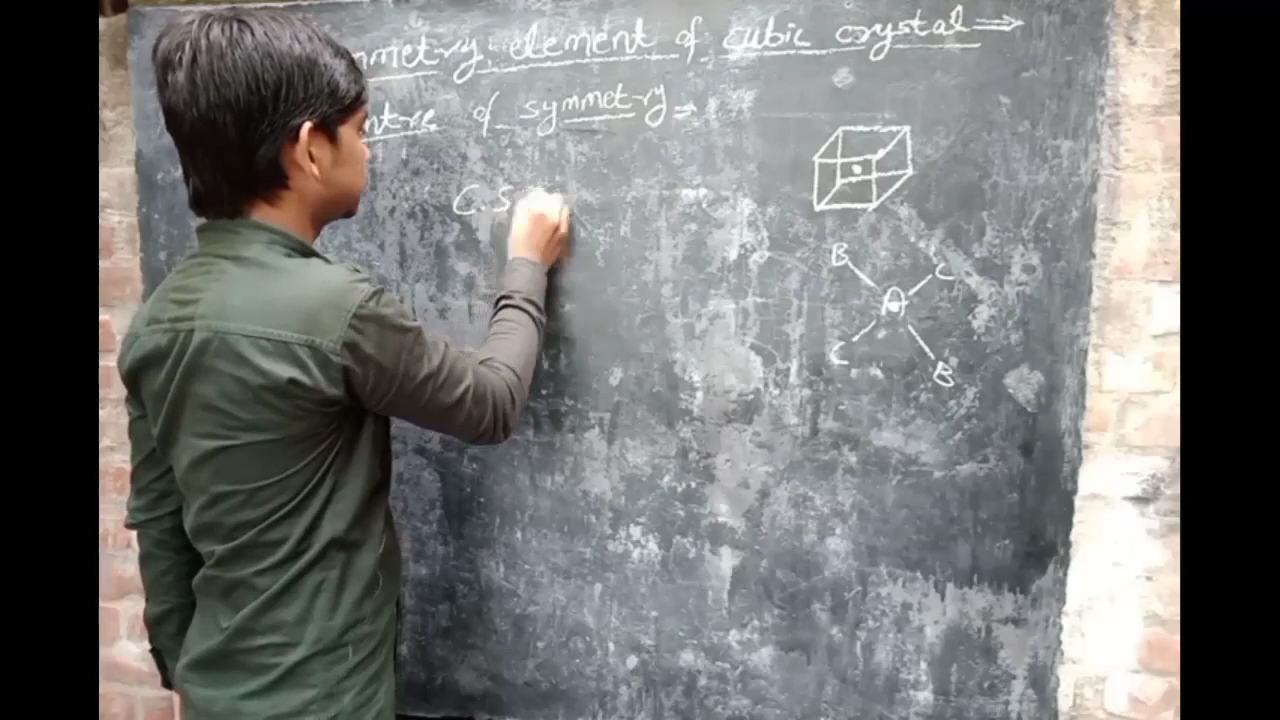 mmetry element of cubic crystal ⇒
ntre of symmetry ⇒
C.S
B
C
A
C
B